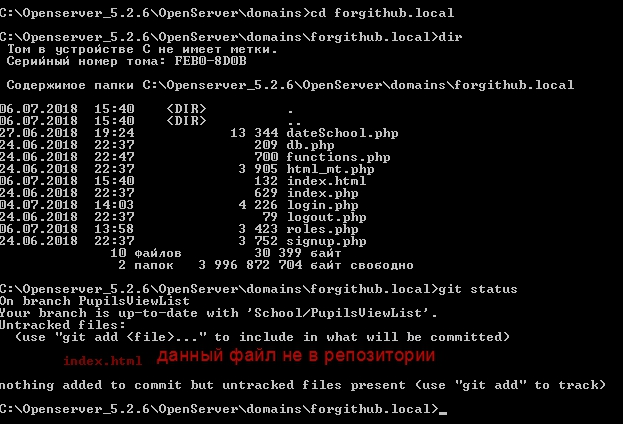 C:\Openserver_5.2.6\OpenServer\domains>cd forgithub.local
C:\Openserver_5.2.6\OpenServer\domains\forgithub.local>dir
Том в устройстве C не имеет метки.
Серийный номер тома: FEB0-8D0B
Содержимое папки C:\Openserver_5.2.6\OpenServer\domains\forgithub.local
06.07.2018 15:40 <DIR> .
06.07.2018 15:40 <DIR> ..
27.06.2018 19:24 13 344 dateSchool.php
24.06.2018 22:37 209 db.php
24.06.2018 22:47 700 functions.php
24.06.2018 22:37 3 905 html_mt.php
06.07.2018 15:40 132 index.html
24.06.2018 22:37 629 index.php
04.07.2018 14:03 4 226 login.php
24.06.2018 22:37 79 logout.php
06.07.2018 13:58 3 423 roles.php
24.06.2018 22:37 3 752 signup.php
10 файлов 30 399 байт
2 папок 3 996 872 704 байт свободно
C:\Openserver_5.2.6\OpenServer\domains\forgithub.local>git status
On branch PupilsViewList
Your branch is up-to-date with 'School/PupilsViewList'.
Untracked files:
(use "git add <file>..." to include in what will be committed)
index.html данный файл не в репозитории
nothing added to commit but untracked files present (use "git add" to track)
C:\Openserver_5.2.6\OpenServer\domains\forgithub.local>_